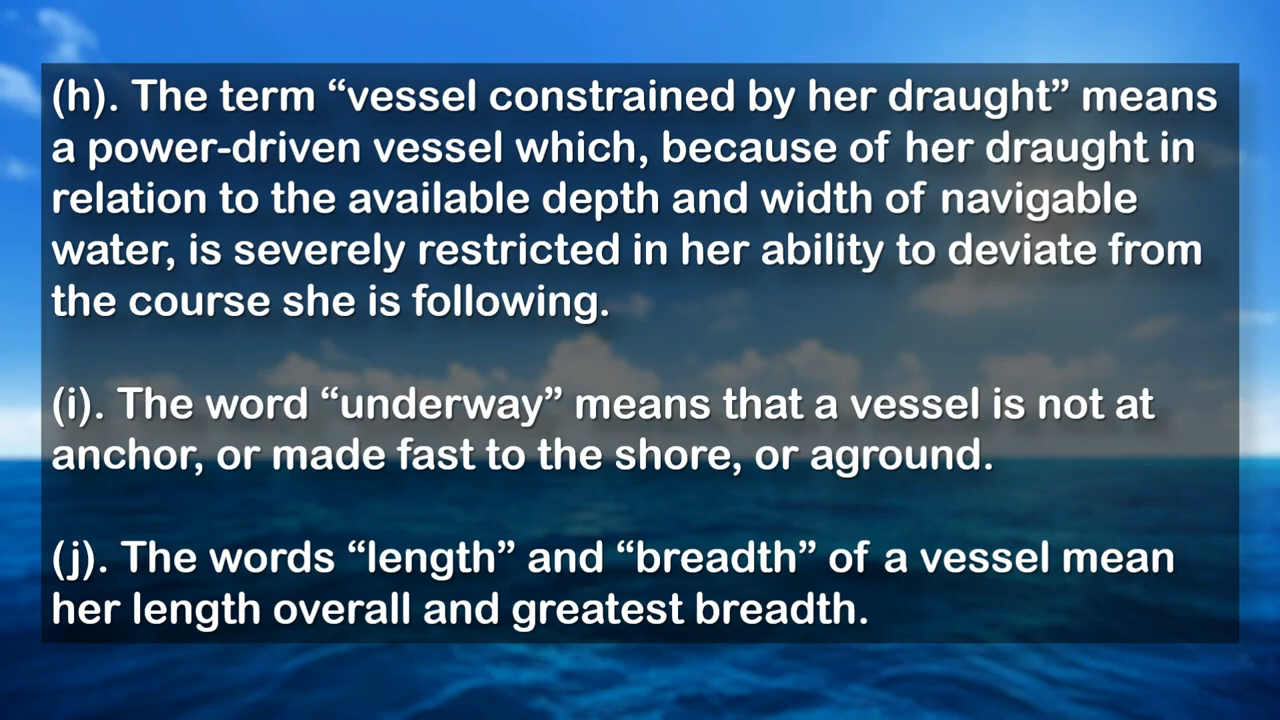 (h). The term “vessel constrained by her draught” means
a power-driven vessel which, because of her draught in
relation to the available depth and width of navigable
water, is severely restricted in her ability to deviate from
the course she is following.
(i). The word “underway” means that a vessel is not at
anchor, or made fast to the shore, or aground.
(j). The words “length” and “breadth” of a vessel mean
her length overall and greatest breadth.